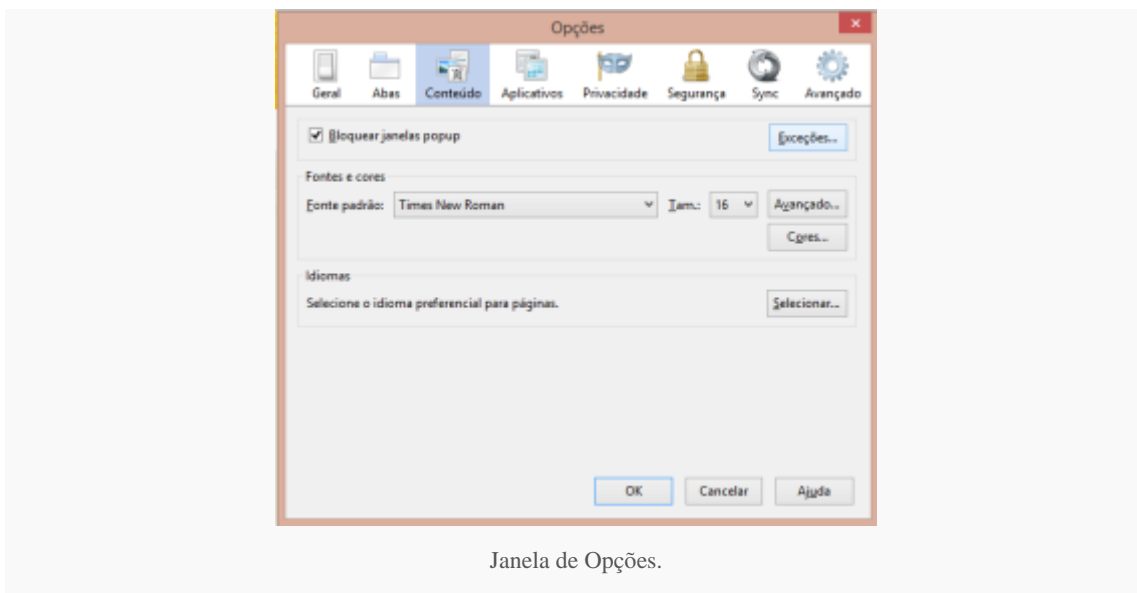 Opções
Geral Abas Conteúdo Aplicativos Privacidade Segurança Sync Avançado
Bloquear janelas popup Exceções...
Fontes e cores
Fonte padrão: Times New Roman Tam.: 16 Avançado...
Cores...
Idiomas
Selecione o idioma preferencial para páginas. Selecionar...
OK Cancelar Ajuda
Janela de Opções.